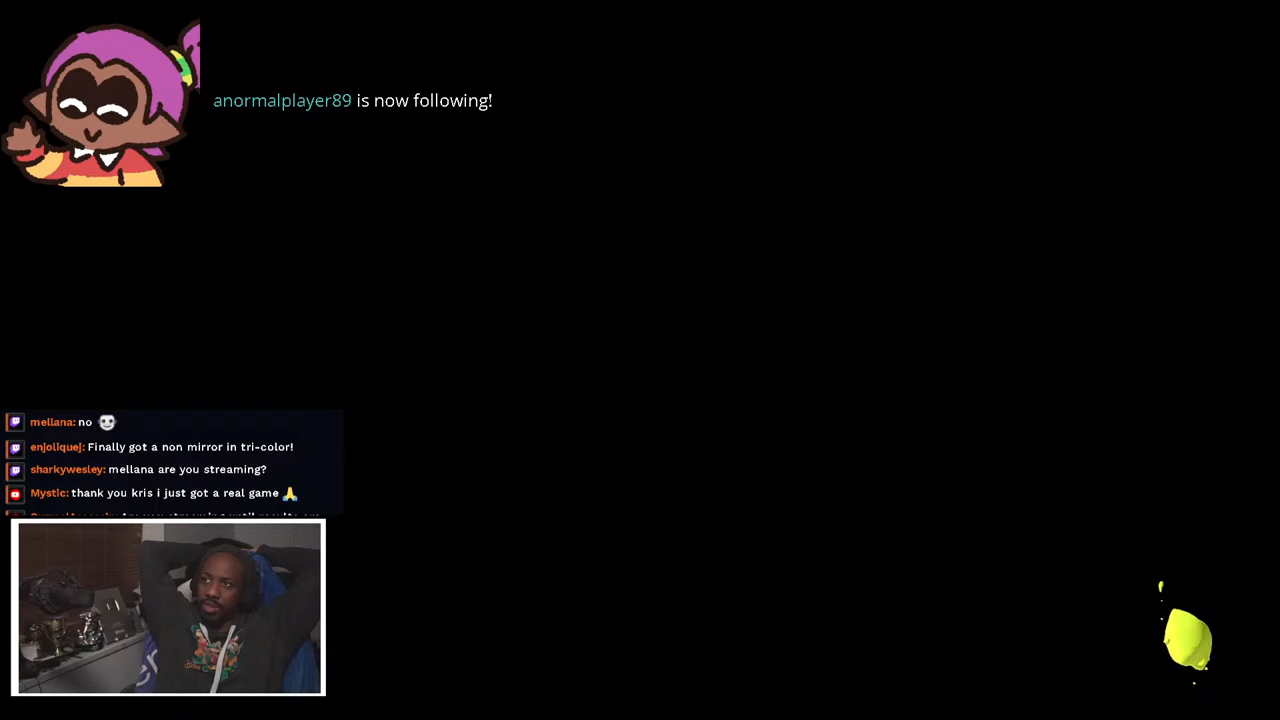 anormalplayer89 is now following!
mellana: no
enjoliquej: Finally got a non mirror in tri-color!
sharkywesley: mellana are you streaming?
Mystic: thank you kris i just got a real game 🙏